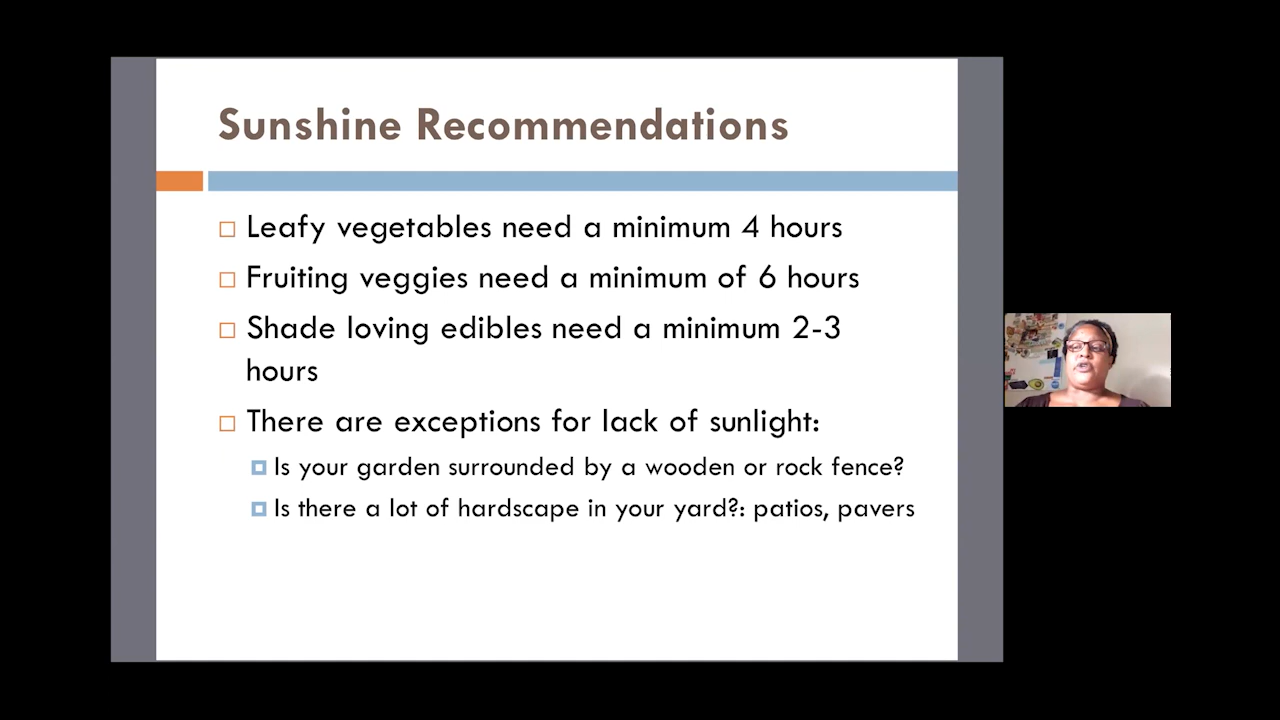 Sunshine Recommendations
Leafy vegetables need a minimum 4 hours
Fruiting veggies need a minimum of 6 hours
Shade loving edibles need a minimum 2-3
hours
There are exceptions for lack of sunlight:
Is your garden surrounded by a wooden or rock fence?
Is there a lot of hardscape in your yard?: patios, pavers